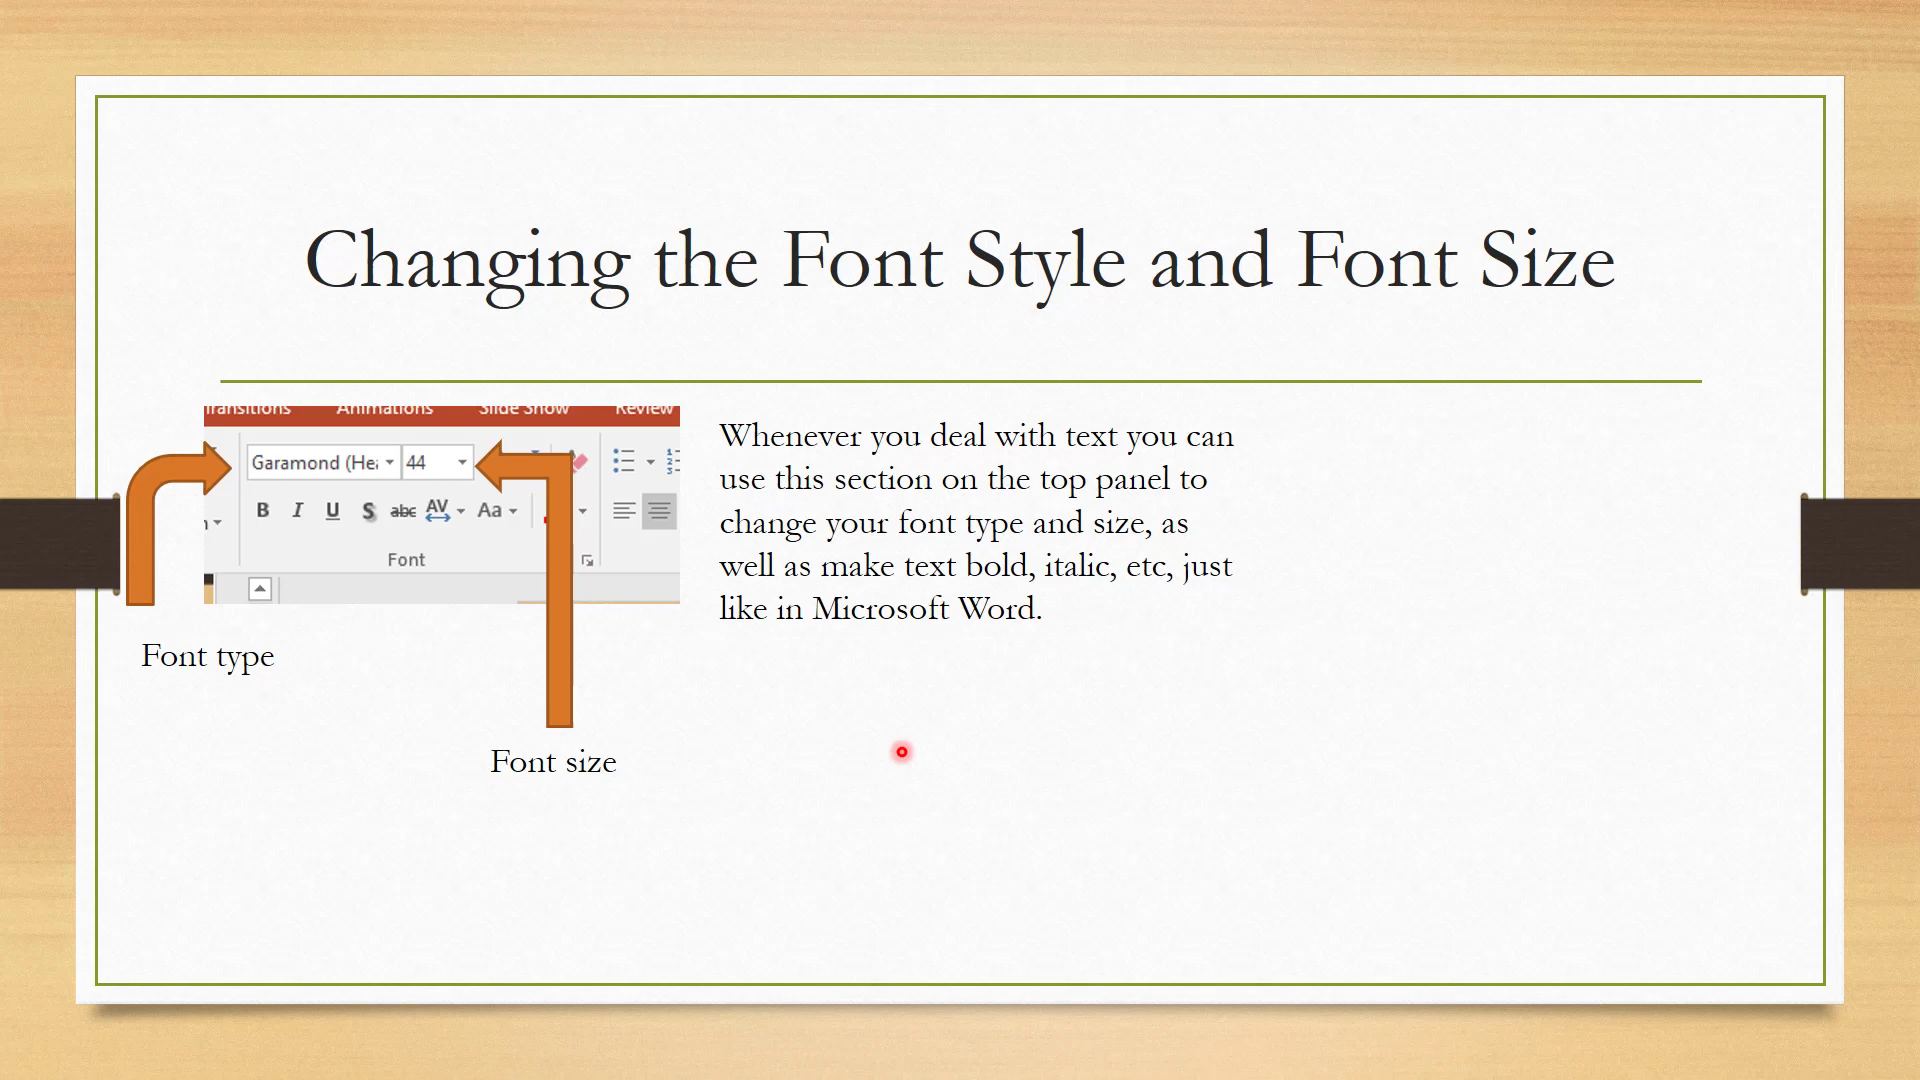 Changing the Font Style and Font Size
Transitions Animations Slide Show Review
Garamond (Hea 44
B I U S abc AV Aa
Font
Whenever you deal with text you can
use this section on the top panel to
change your font type and size, as
well as make text bold, italic, etc, just
like in Microsoft Word.
Font type
Font size